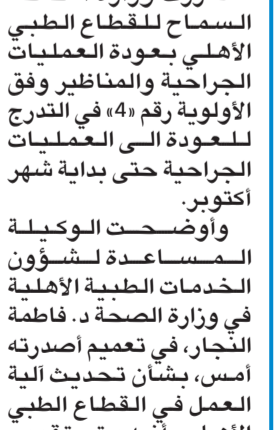 السماح للقطاع الطبي
الأهلي بعودة العمليات
الجراحية والمناظير وفق
الأولوية رقم «4» في التدرج
للعودة الى العمليات
الجراحية حتى بداية شهر
أكتوبر.
وأوضحت الوكيلة
المساعدة لشؤون
الخدمات الطبية الأهلية
في وزارة الصحة د. فاطمة
النجار، في تعميم أصدرته
أمس، بشأن تحديث آلية
العمل في القطاع الطبي